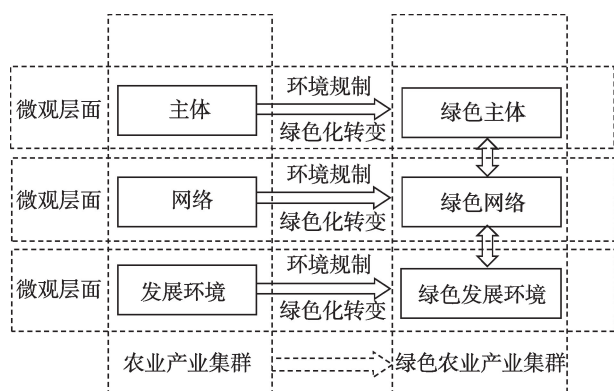 环境规制
微观层面 主体 绿色主体
绿色化转变
环境规制
微观层面 网络 绿色网络
绿色化转变
环境规制
微观层面 发展环境 绿色发展环境
绿色化转变
农业产业集群 绿色农业产业集群